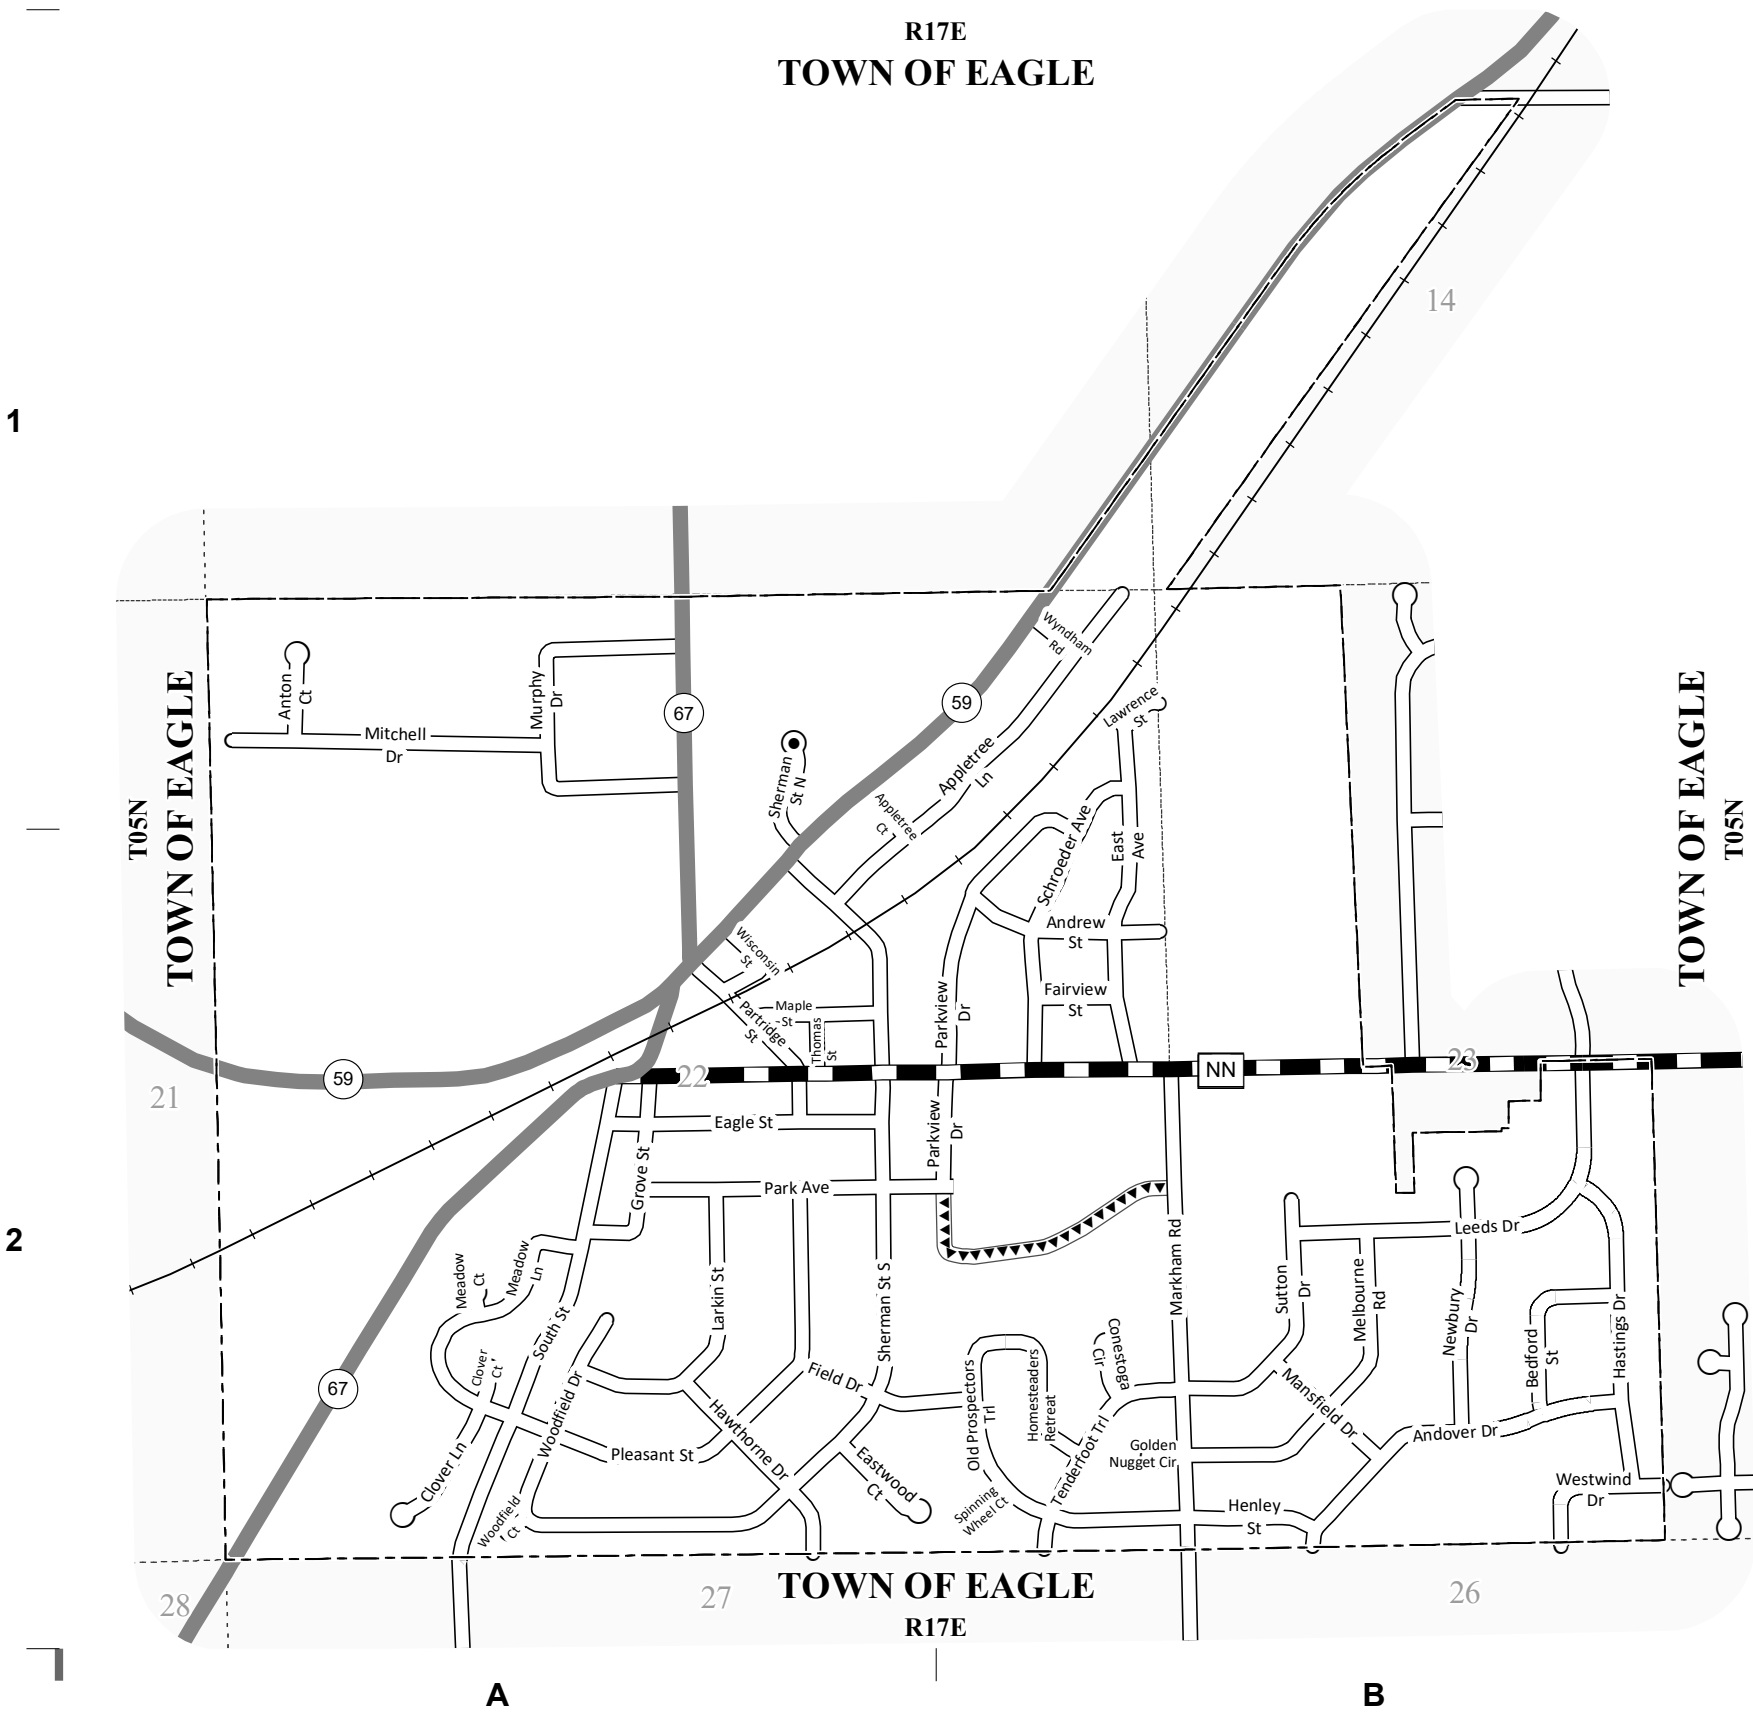 R17E
TOWN OF EAGLE
14
1
Wyndham
Rd
TOWN OF EAGLE
T05N
Anton
Ct
Murphy
Dr
Mitchell
Dr
67
59
Lawrence
St
Sherman
St N
Appletree
Ln
Appletree
Ct
Schroeder Ave
East
Ave
TOWN OF EAGLE
T05N
Andrew
St
Wisconsin
St
Fairview
St
Maple
St
Partridge
St
Thomas
St
Parkview
Dr
59
21
22
NN
23
Eagle St
Parkview
Dr
Grove St
Park Ave
2
Meadow
Ct
Meadow
Ln
South St
Larkin St
Sherman St S
Markham Rd
Leeds Dr
Sutton
Dr
Melbourne
Rd
Newbury
Dr
Bedford
St
Hastings Dr
67
Clover
Ct
Clover Ln
Woodfield Dr
Field Dr
Hawthorne Dr
Pleasant St
Woodfield
Ct
Eastwood
Ct
Old Prospectors
Trl
Homesteaders
Retreat
Conestoga
Cir
Tenderfoot Trl
Spinning
Wheel Ct
Golden
Nugget Cir
Mansfield Dr
Andover Dr
Henley
St
Westwind
Dr
28
27
TOWN OF EAGLE
R17E
26
A
B